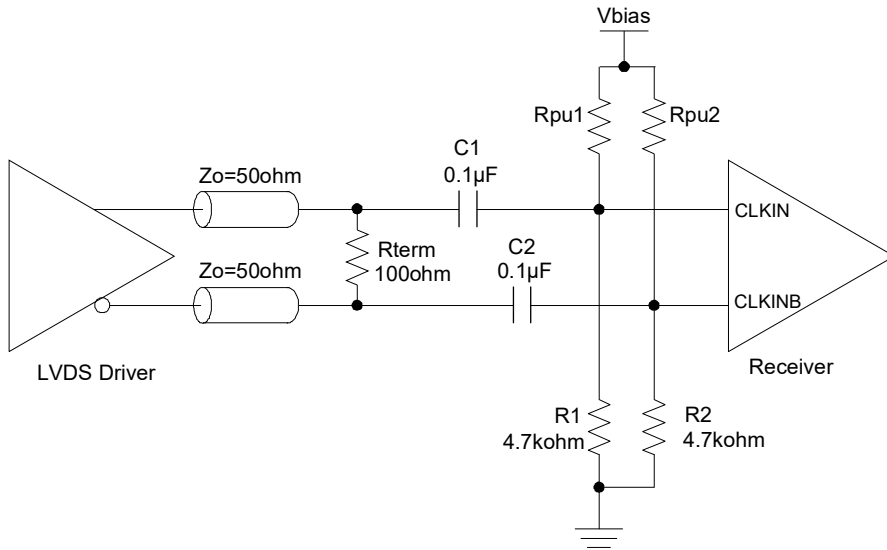 Vbias
Rpu1
Rpu2
C1
0.1µF
Zo=50ohm
CLKIN
Rterm
100ohm
C2
0.1µF
Zo=50ohm
CLKINB
LVDS Driver
Receiver
R1
4.7kohm
R2
4.7kohm